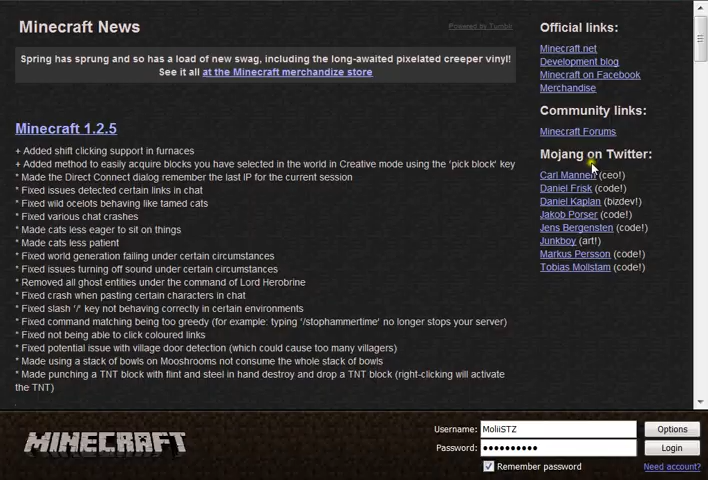 Minecraft News
Powered by Tumblr
Spring has sprung and so has a load of new swag, including the long-awaited pixelated creeper vinyl!
See it all at the Minecraft merchandize store
Minecraft 1.2.5
+ Added shift clicking support in furnaces
+ Added method to easily acquire blocks you have selected in the world in Creative mode using the 'pick block' key
* Made the Direct Connect dialog remember the last IP for the current session
* Fixed issues detected certain links in chat
* Fixed wild ocelots behaving like tamed cats
* Fixed various chat crashes
* Made cats less eager to sit on things
* Made cats less patient
* Fixed world generation failing under certain circumstances
* Fixed issues turning off sound under certain circumstances
* Removed all ghost entities under the command of Lord Herobrine
* Fixed crash when pasting certain characters in chat
* Fixed slash '/' key not behaving correctly in certain environments
* Fixed command matching being too greedy (for example: typing '/stophammertime' no longer stops your server)
* Fixed not being able to click coloured links
* Fixed potential issue with village door detection (which could cause too many villagers)
* Made using a stack of bowls on Mooshrooms not consume the whole stack of bowls
* Made punching a TNT block with flint and steel in hand destroy and drop a TNT block (right-clicking will activate
the TNT)
Official links:
Minecraft.net
Development blog
Minecraft on Facebook
Merchandise
Community links:
Minecraft Forums
Mojang on Twitter:
Carl Manneh (ceo!)
Daniel Frisk (code!)
Daniel Kaplan (bizdev!)
Jakob Porser (code!)
Jens Bergensten (code!)
Junkboy (art!)
Markus Persson (code!)
Tobias Mollstam (code!)
MINECRAFT
Username: MoliiSTZ
Options
Password: ●●●●●●●●●●
Login
Remember password
Need account?